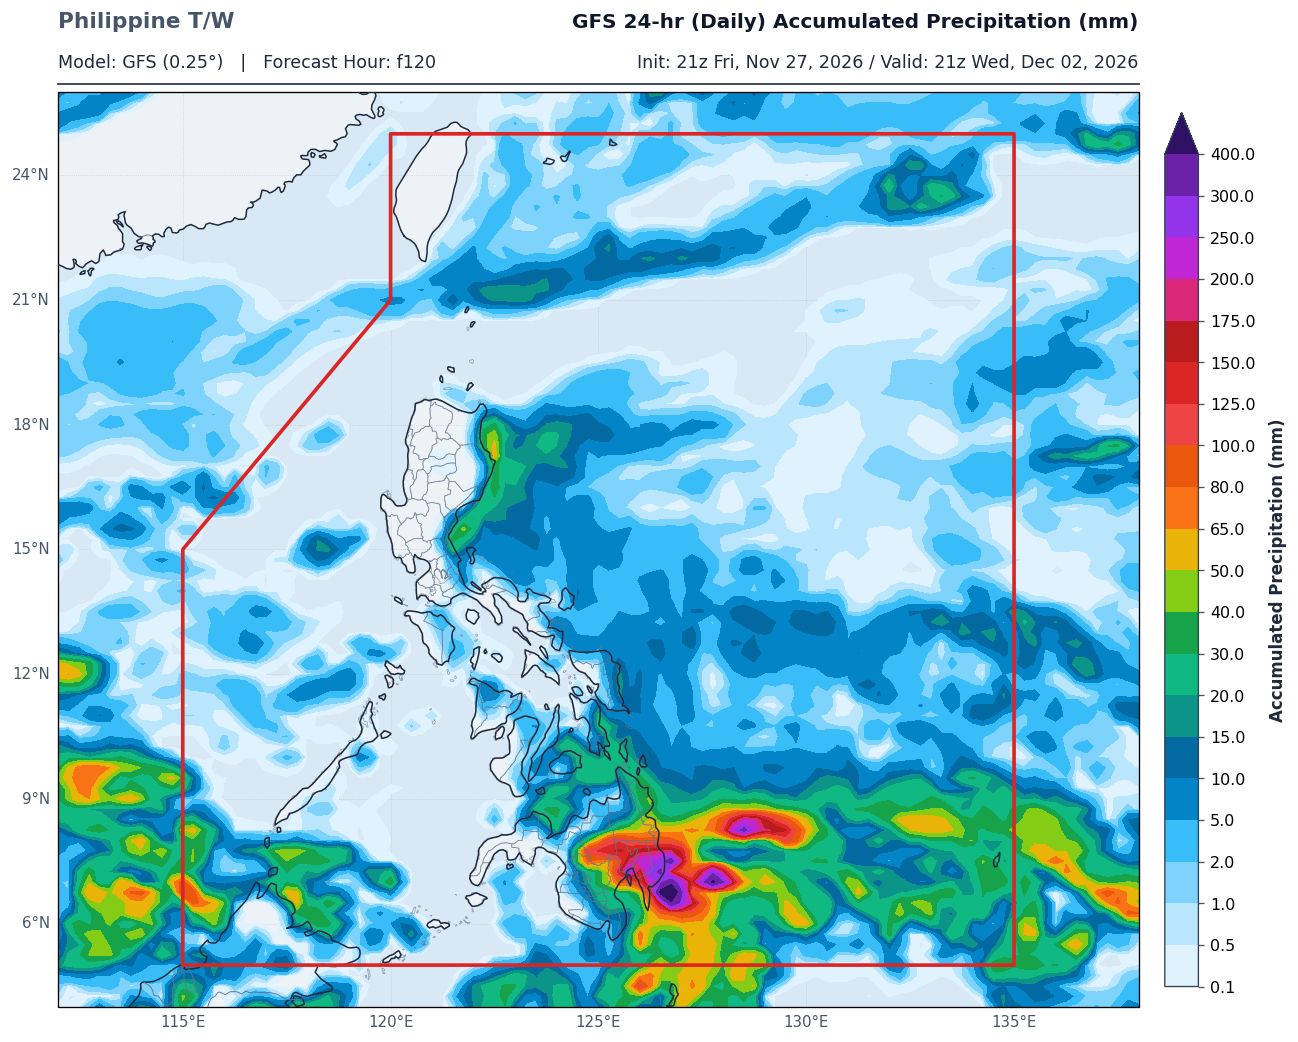 Philippine T/W
GFS 24-hr (Daily) Accumulated Precipitation (mm)
Model: GFS (0.25°)   |   Forecast Hour: f120
Init: 21z Fri, Nov 27, 2026 / Valid: 21z Wed, Dec 02, 2026
24°N
21°N
18°N
15°N
12°N
9°N
6°N
115°E
120°E
125°E
130°E
135°E
400.0
300.0
250.0
200.0
175.0
150.0
125.0
100.0
80.0
65.0
50.0
40.0
30.0
20.0
15.0
10.0
5.0
2.0
1.0
0.5
0.1
Accumulated Precipitation (mm)